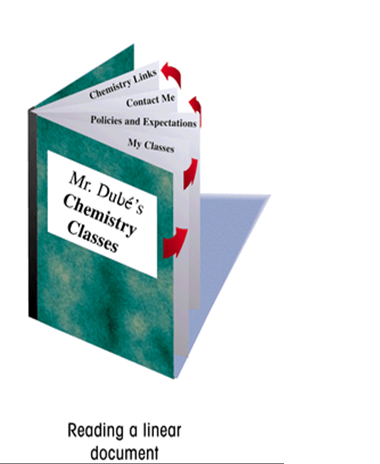 Chemistry Links
Contact Me
Policies and Expectations
My Classes
Mr. Dubé's
Chemistry
Classes
Reading a linear
document